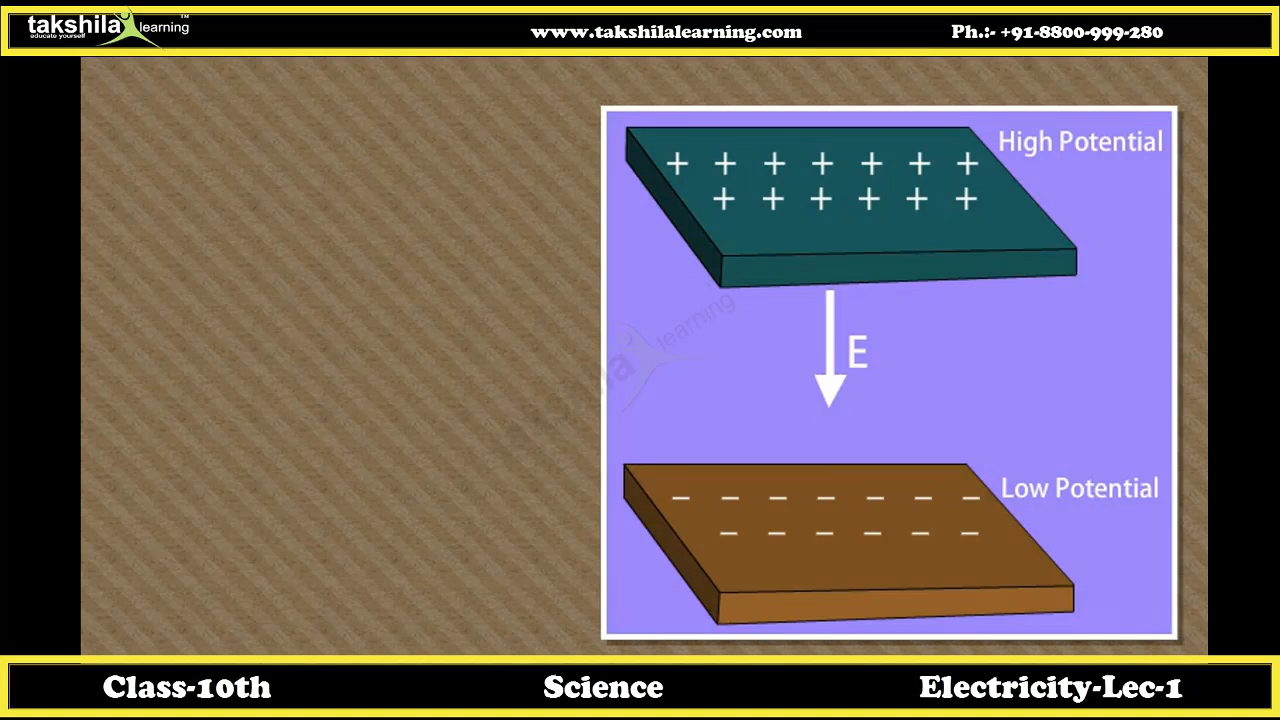 takshila learning™
educate yourself
www.takshilalearning.com
Ph.:- +91-8800-999-280
High Potential
+ + + + + + +
+ + + + + +
E
learning
Low Potential
− − − − − − −
− − − − − −
Class-10th
Science
Electricity-Lec-1